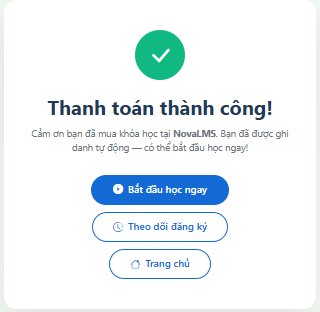 Thanh toán thành công!
Cảm ơn bạn đã mua khóa học tại NovaLMS. Bạn đã được ghi
danh tự động — có thể bắt đầu học ngay!
Bắt đầu học ngay
Theo dõi đăng ký
Trang chủ